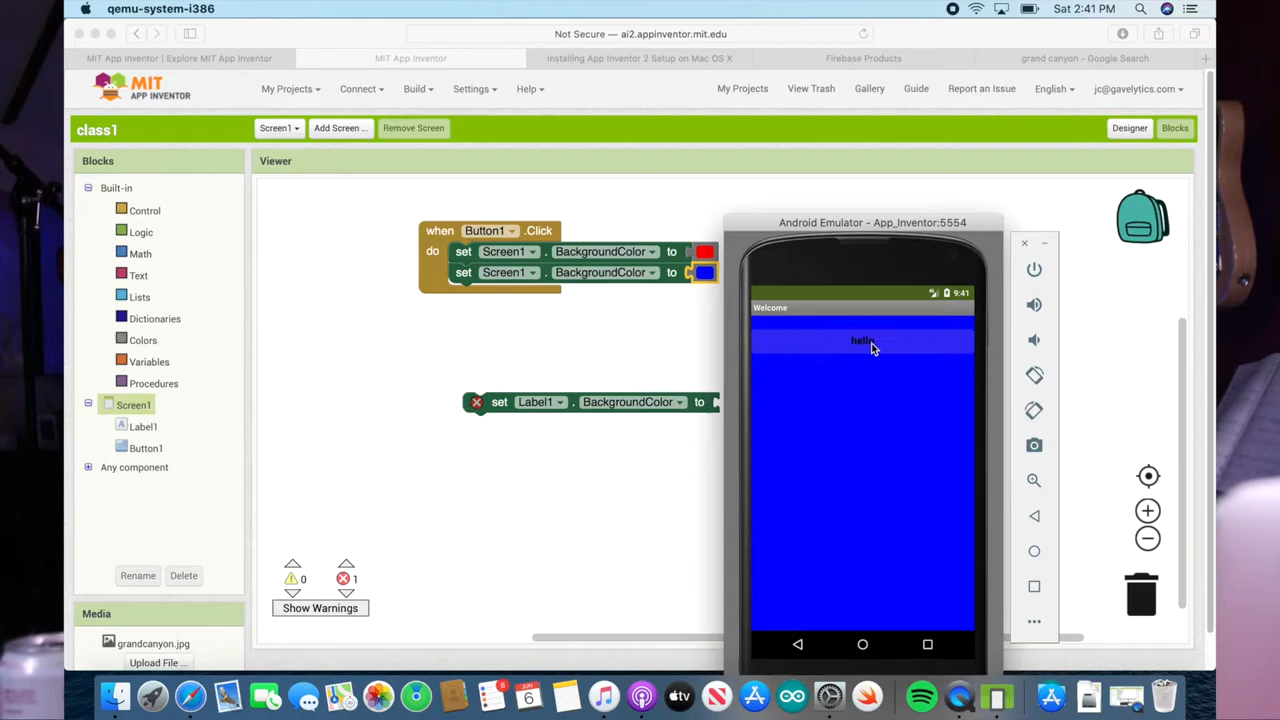 qemu-system-i386
Sat 2:41 PM
Not Secure — ai2.appinventor.mit.edu
MIT App Inventor | Explore MIT App Inventor
MIT App Inventor
Installing App Inventor 2 Setup on Mac OS X
Firebase Products
grand canyon - Google Search
MIT
APP INVENTOR
My Projects
Connect
Build
Settings
Help
My Projects
View Trash
Gallery
Guide
Report an Issue
English
jc@gavelytics.com
class1
Screen1
Add Screen ...
Remove Screen
Designer
Blocks
Blocks
Viewer
Built-in
Control
Logic
Math
Text
Lists
Dictionaries
Colors
Variables
Procedures
Screen1
Label1
Button1
Any component
Rename
Delete
Media
grandcanyon.jpg
Upload File ...
when Button1 .Click
do set Screen1 . BackgroundColor to
set Screen1 . BackgroundColor to
set Label1 . BackgroundColor to
0
1
Show Warnings
Android Emulator - App_Inventor:5554
9:41
Welcome
hello
6
JUN
6
tv